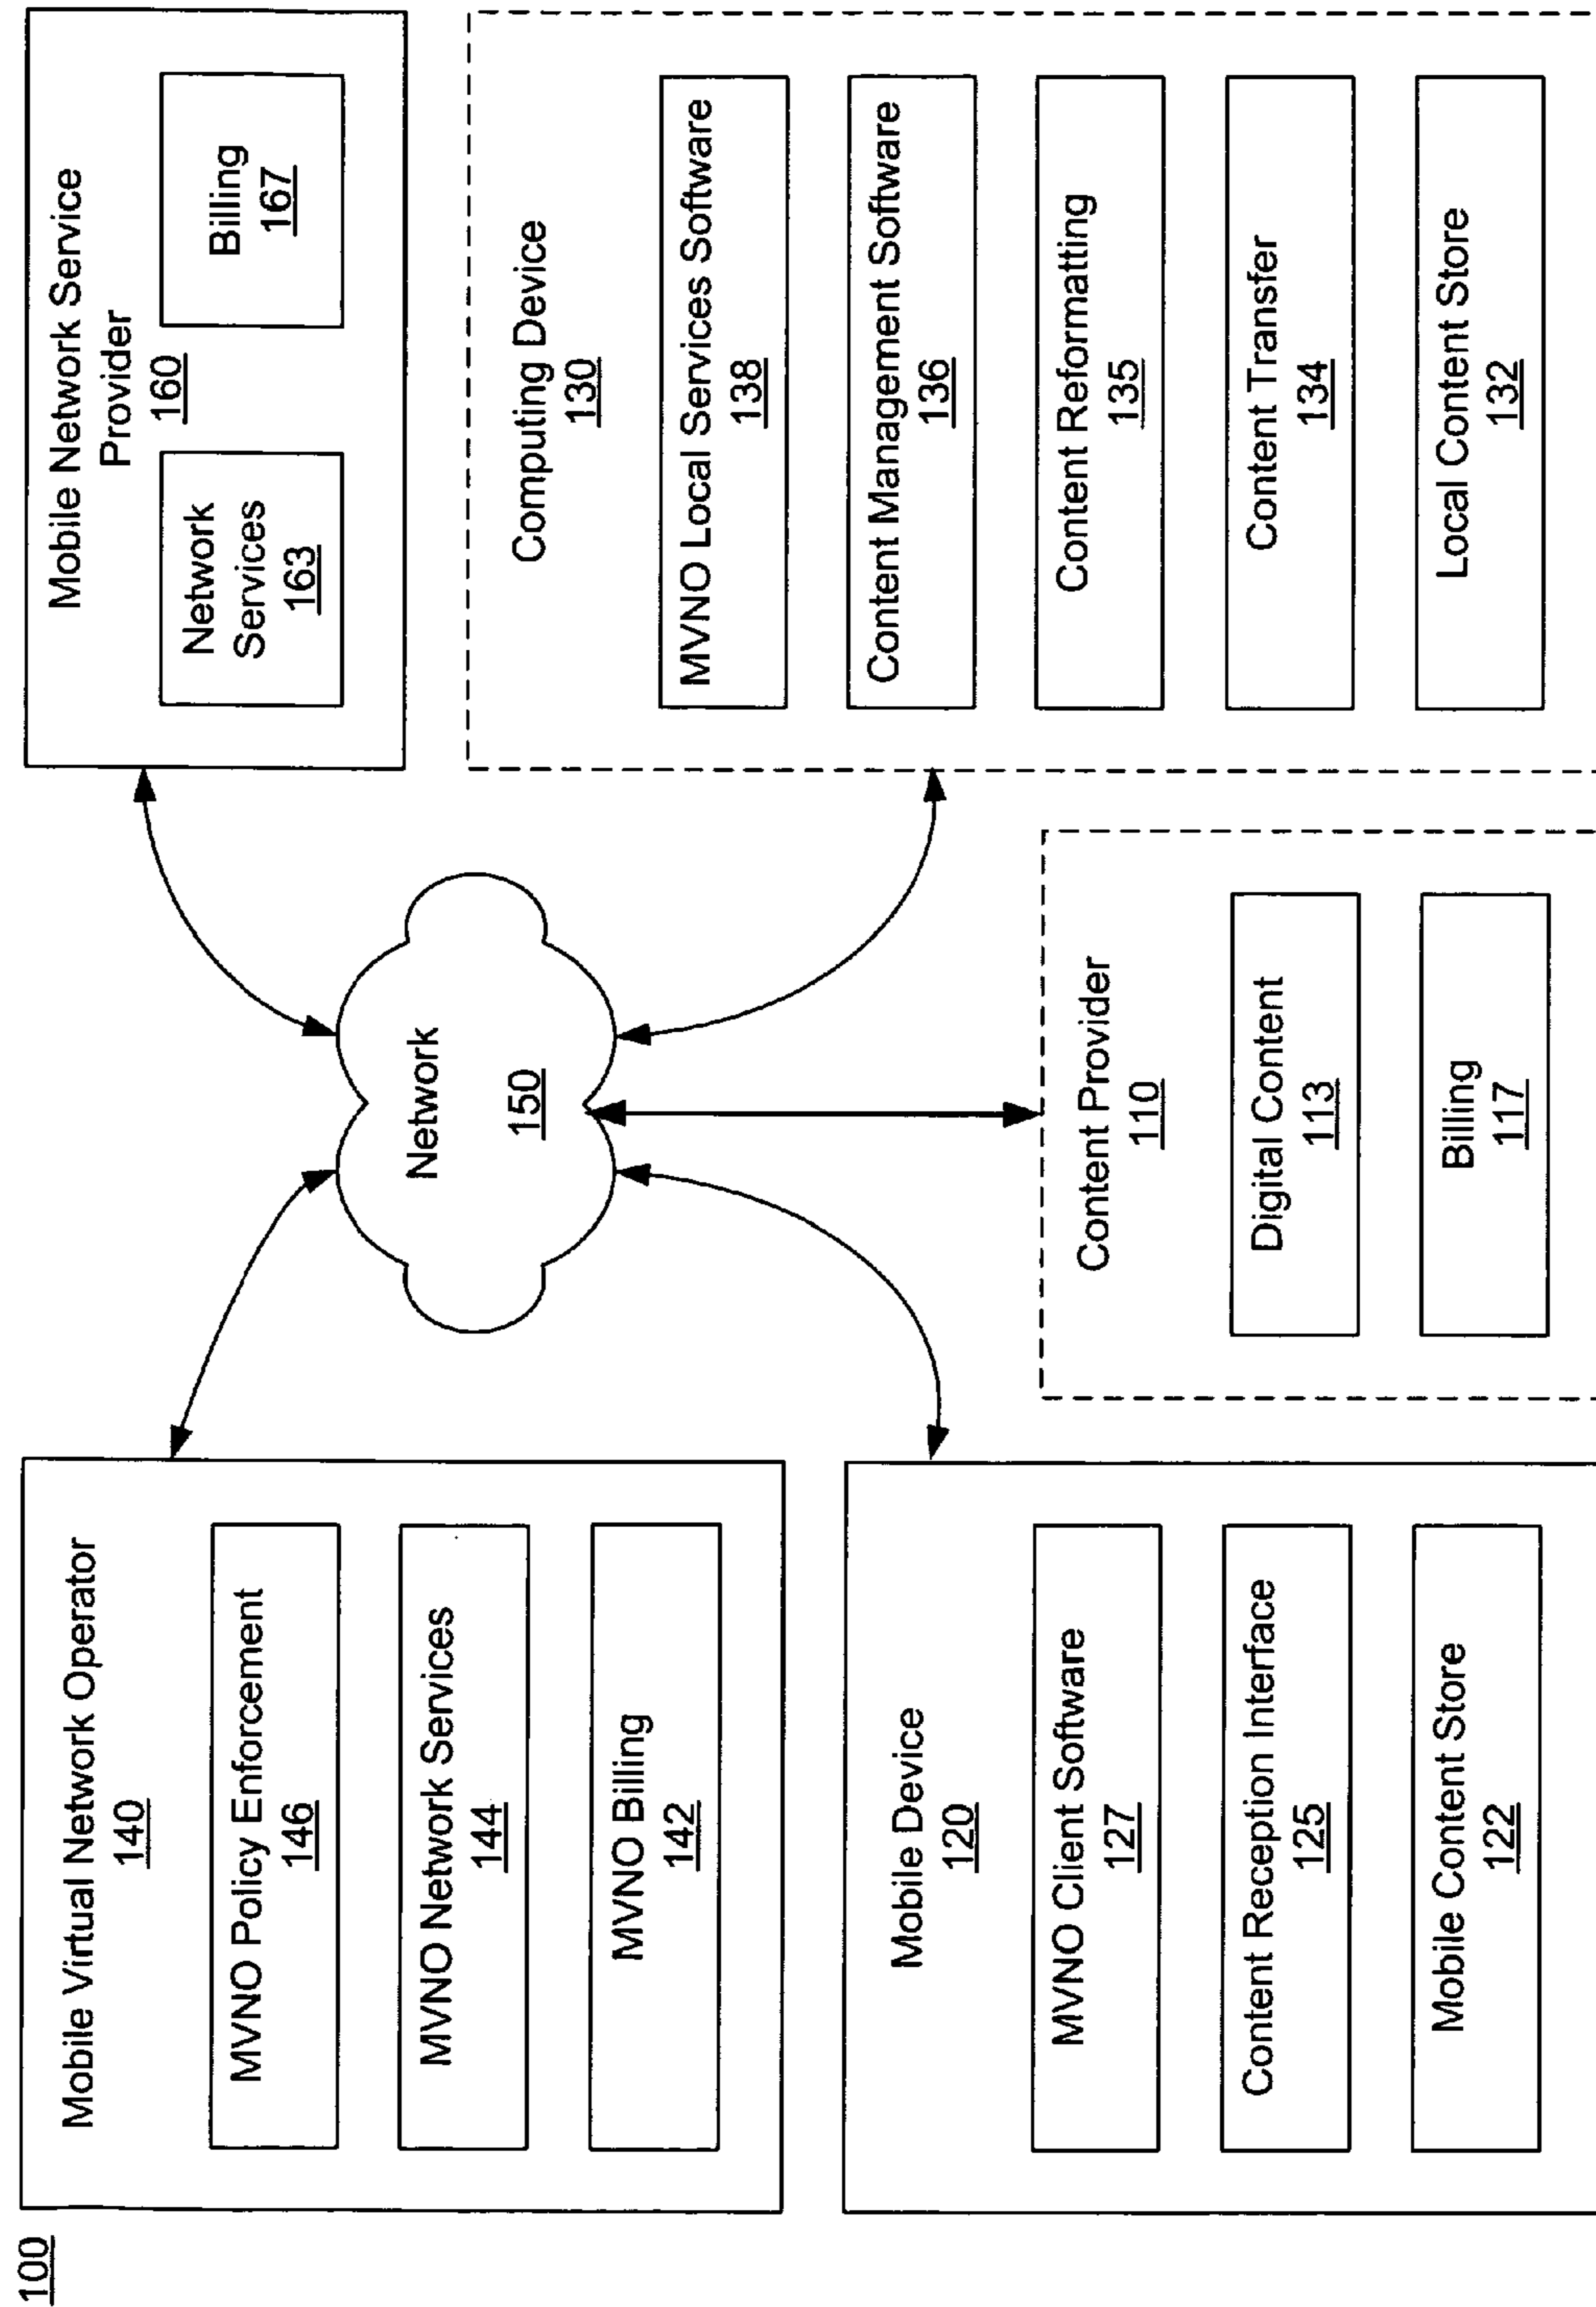 100
Mobile Virtual Network Operator
140
MVNO Policy Enforcement
146
MVNO Network Services
144
MVNO Billing
142
Mobile Network Service
Provider
160
Network
Services
163
Billing
167
Network
150
Mobile Device
120
MVNO Client Software
127
Content Reception Interface
125
Mobile Content Store
122
Content Provider
110
Digital Content
113
Billing
117
Computing Device
130
MVNO Local Services Software
138
Content Management Software
136
Content Reformatting
135
Content Transfer
134
Local Content Store
132